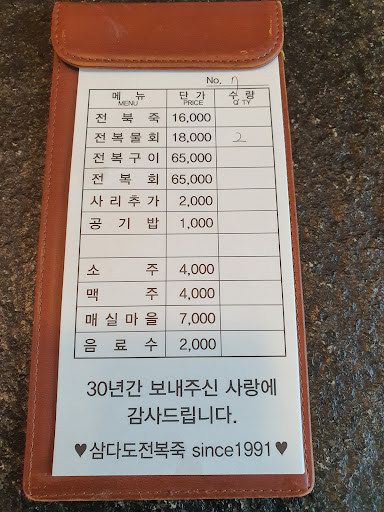 No. 7
메뉴 단가 수량
MENU PRICE Q'TY
전북죽 16,000
전복물회 18,000 2
전복구이 65,000
전복회 65,000
사리추가 2,000
공기밥 1,000
소주 4,000
맥주 4,000
매실마을 7,000
음료수 2,000
30년간 보내주신 사랑에
감사드립니다.
♥삼다도전복죽 since1991♥